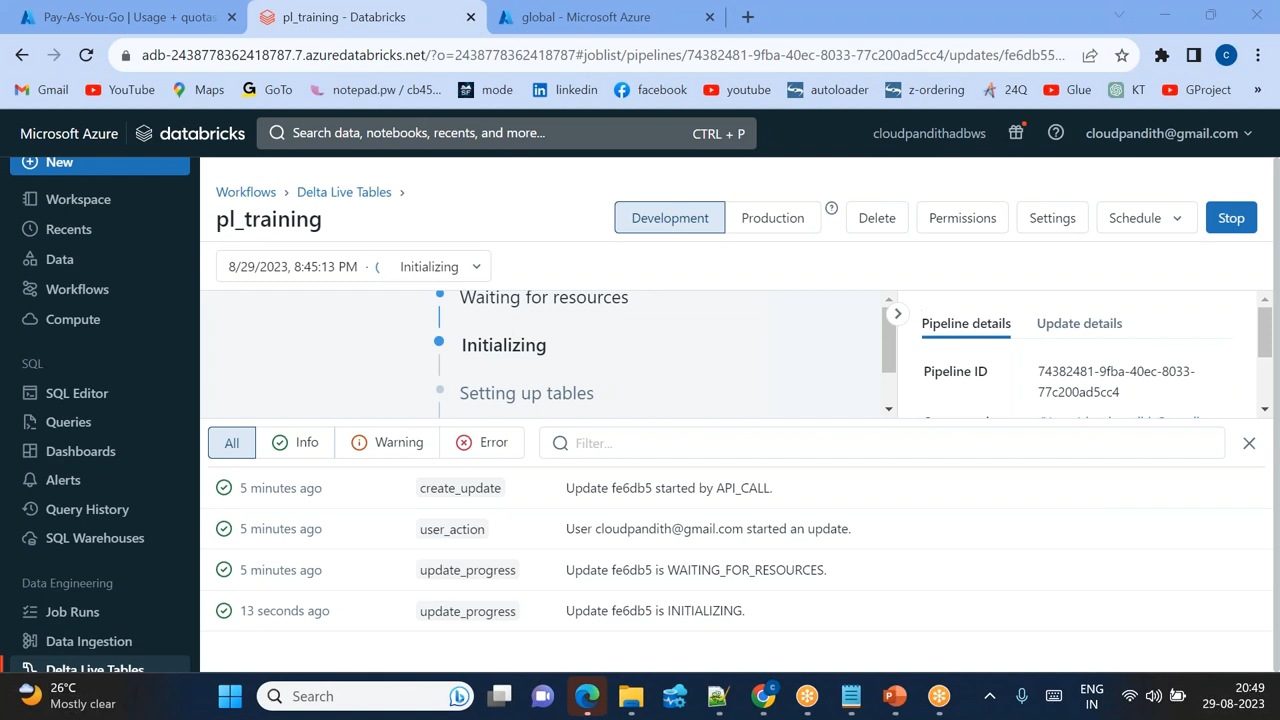 Pay-As-You-Go | Usage + quotas
pl_training - Databricks
global - Microsoft Azure
adb-2438778362418787.7.azuredatabricks.net/?o=2438778362418787#joblist/pipelines/74382481-9fba-40ec-8033-77c200ad5cc4/updates/fe6db55...
C
Gmail YouTube Maps GoTo notepad.pw / cb45... mode linkedin facebook youtube autoloader z-ordering 24Q Glue KT GProject »
Microsoft Azure databricks Search data, notebooks, recents, and more... CTRL + P cloudpandithadbws cloudpandith@gmail.com
New
Workspace
Recents
Data
Workflows
Compute
SQL
SQL Editor
Queries
Dashboards
Alerts
Query History
SQL Warehouses
Data Engineering
Job Runs
Data Ingestion
Delta Live Tables
Workflows › Delta Live Tables ›
pl_training
Development Production Delete Permissions Settings Schedule Stop
8/29/2023, 8:45:13 PM · Initializing
Waiting for resources
Initializing
Setting up tables
Pipeline details Update details
Pipeline ID 74382481-9fba-40ec-8033-
77c200ad5cc4
All Info Warning Error Filter...
5 minutes ago create_update Update fe6db5 started by API_CALL.
5 minutes ago user_action User cloudpandith@gmail.com started an update.
5 minutes ago update_progress Update fe6db5 is WAITING_FOR_RESOURCES.
13 seconds ago update_progress Update fe6db5 is INITIALIZING.
26°C
Mostly clear
Search
ENG
IN
20:49
29-08-2023